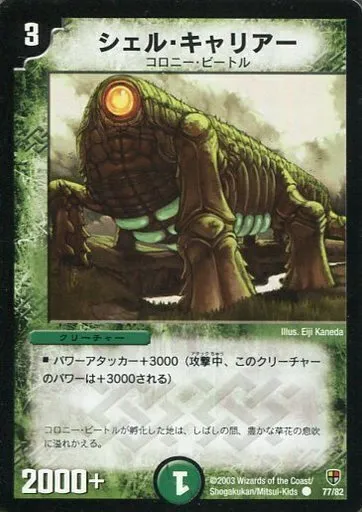 3
シェル・キャリアー
コロニー・ビートル
Illus. Eiji Kaneda
クリーチャー
■ パワーアタッカー+3000（攻撃中、このクリーチャー
のパワーは+3000される）
コロニー・ビートルが孵化した地は、しばしの間、豊かな草花の息吹
に溢れかえる。
2000+
1
©2003 Wizards of the Coast/
Shogakukan/Mitsui-Kids
77/82